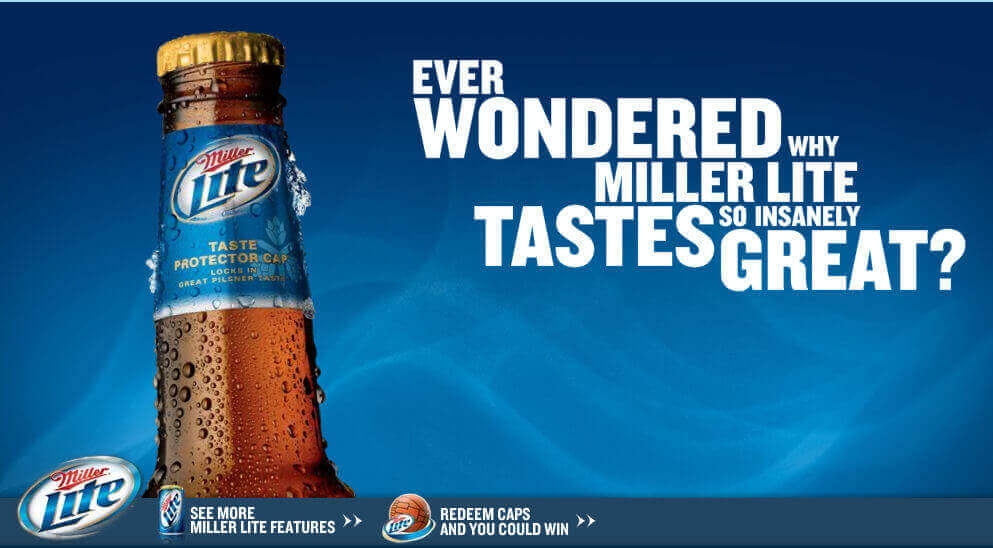 EVER
WONDERED WHY
MILLER LITE
TASTES SO INSANELY
GREAT?
Miller
Lite
TASTE
PROTECTOR CAP
LOCKS IN
GREAT PILSNER TASTE
Miller
Lite
SEE MORE
MILLER LITE FEATURES
Lite
REDEEM CAPS
AND YOU COULD WIN